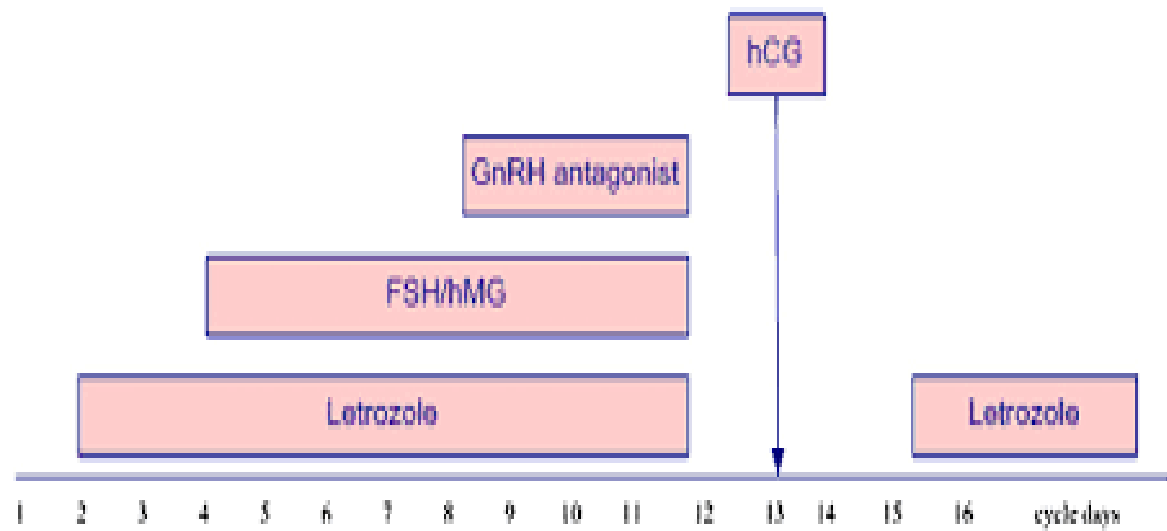 hCG
GnRH antagonist
FSH/hMG
Letrozole
Letrozole
1 2 3 4 5 6 7 8 9 10 11 12 13 14 15 16 cycle days